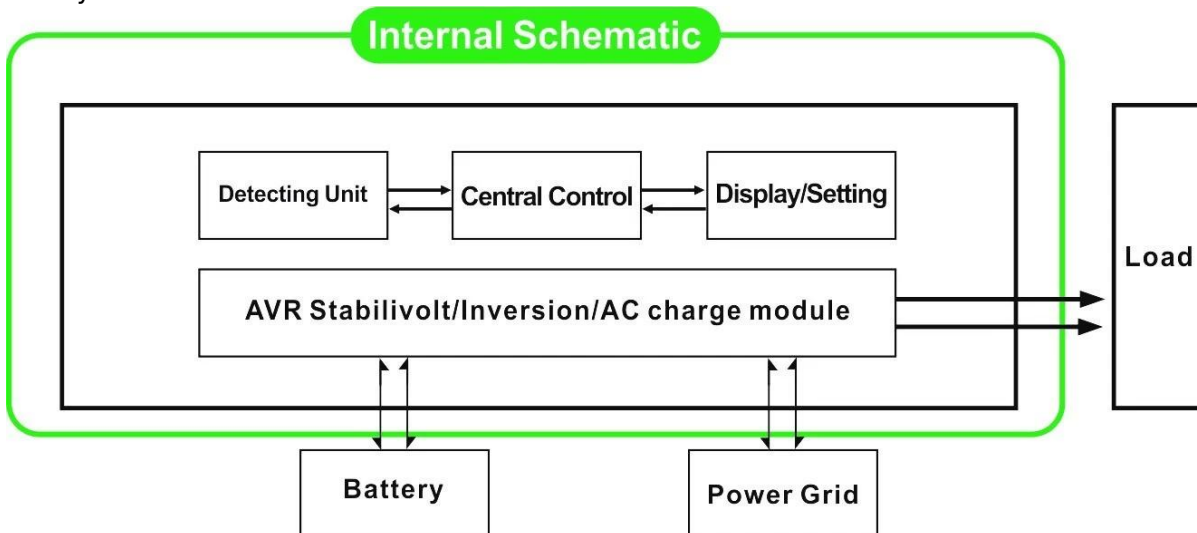 Internal Schematic
Detecting Unit
Central Control
Display/Setting
Load
AVR Stabilivolt/Inversion/AC charge module
Battery
Power Grid